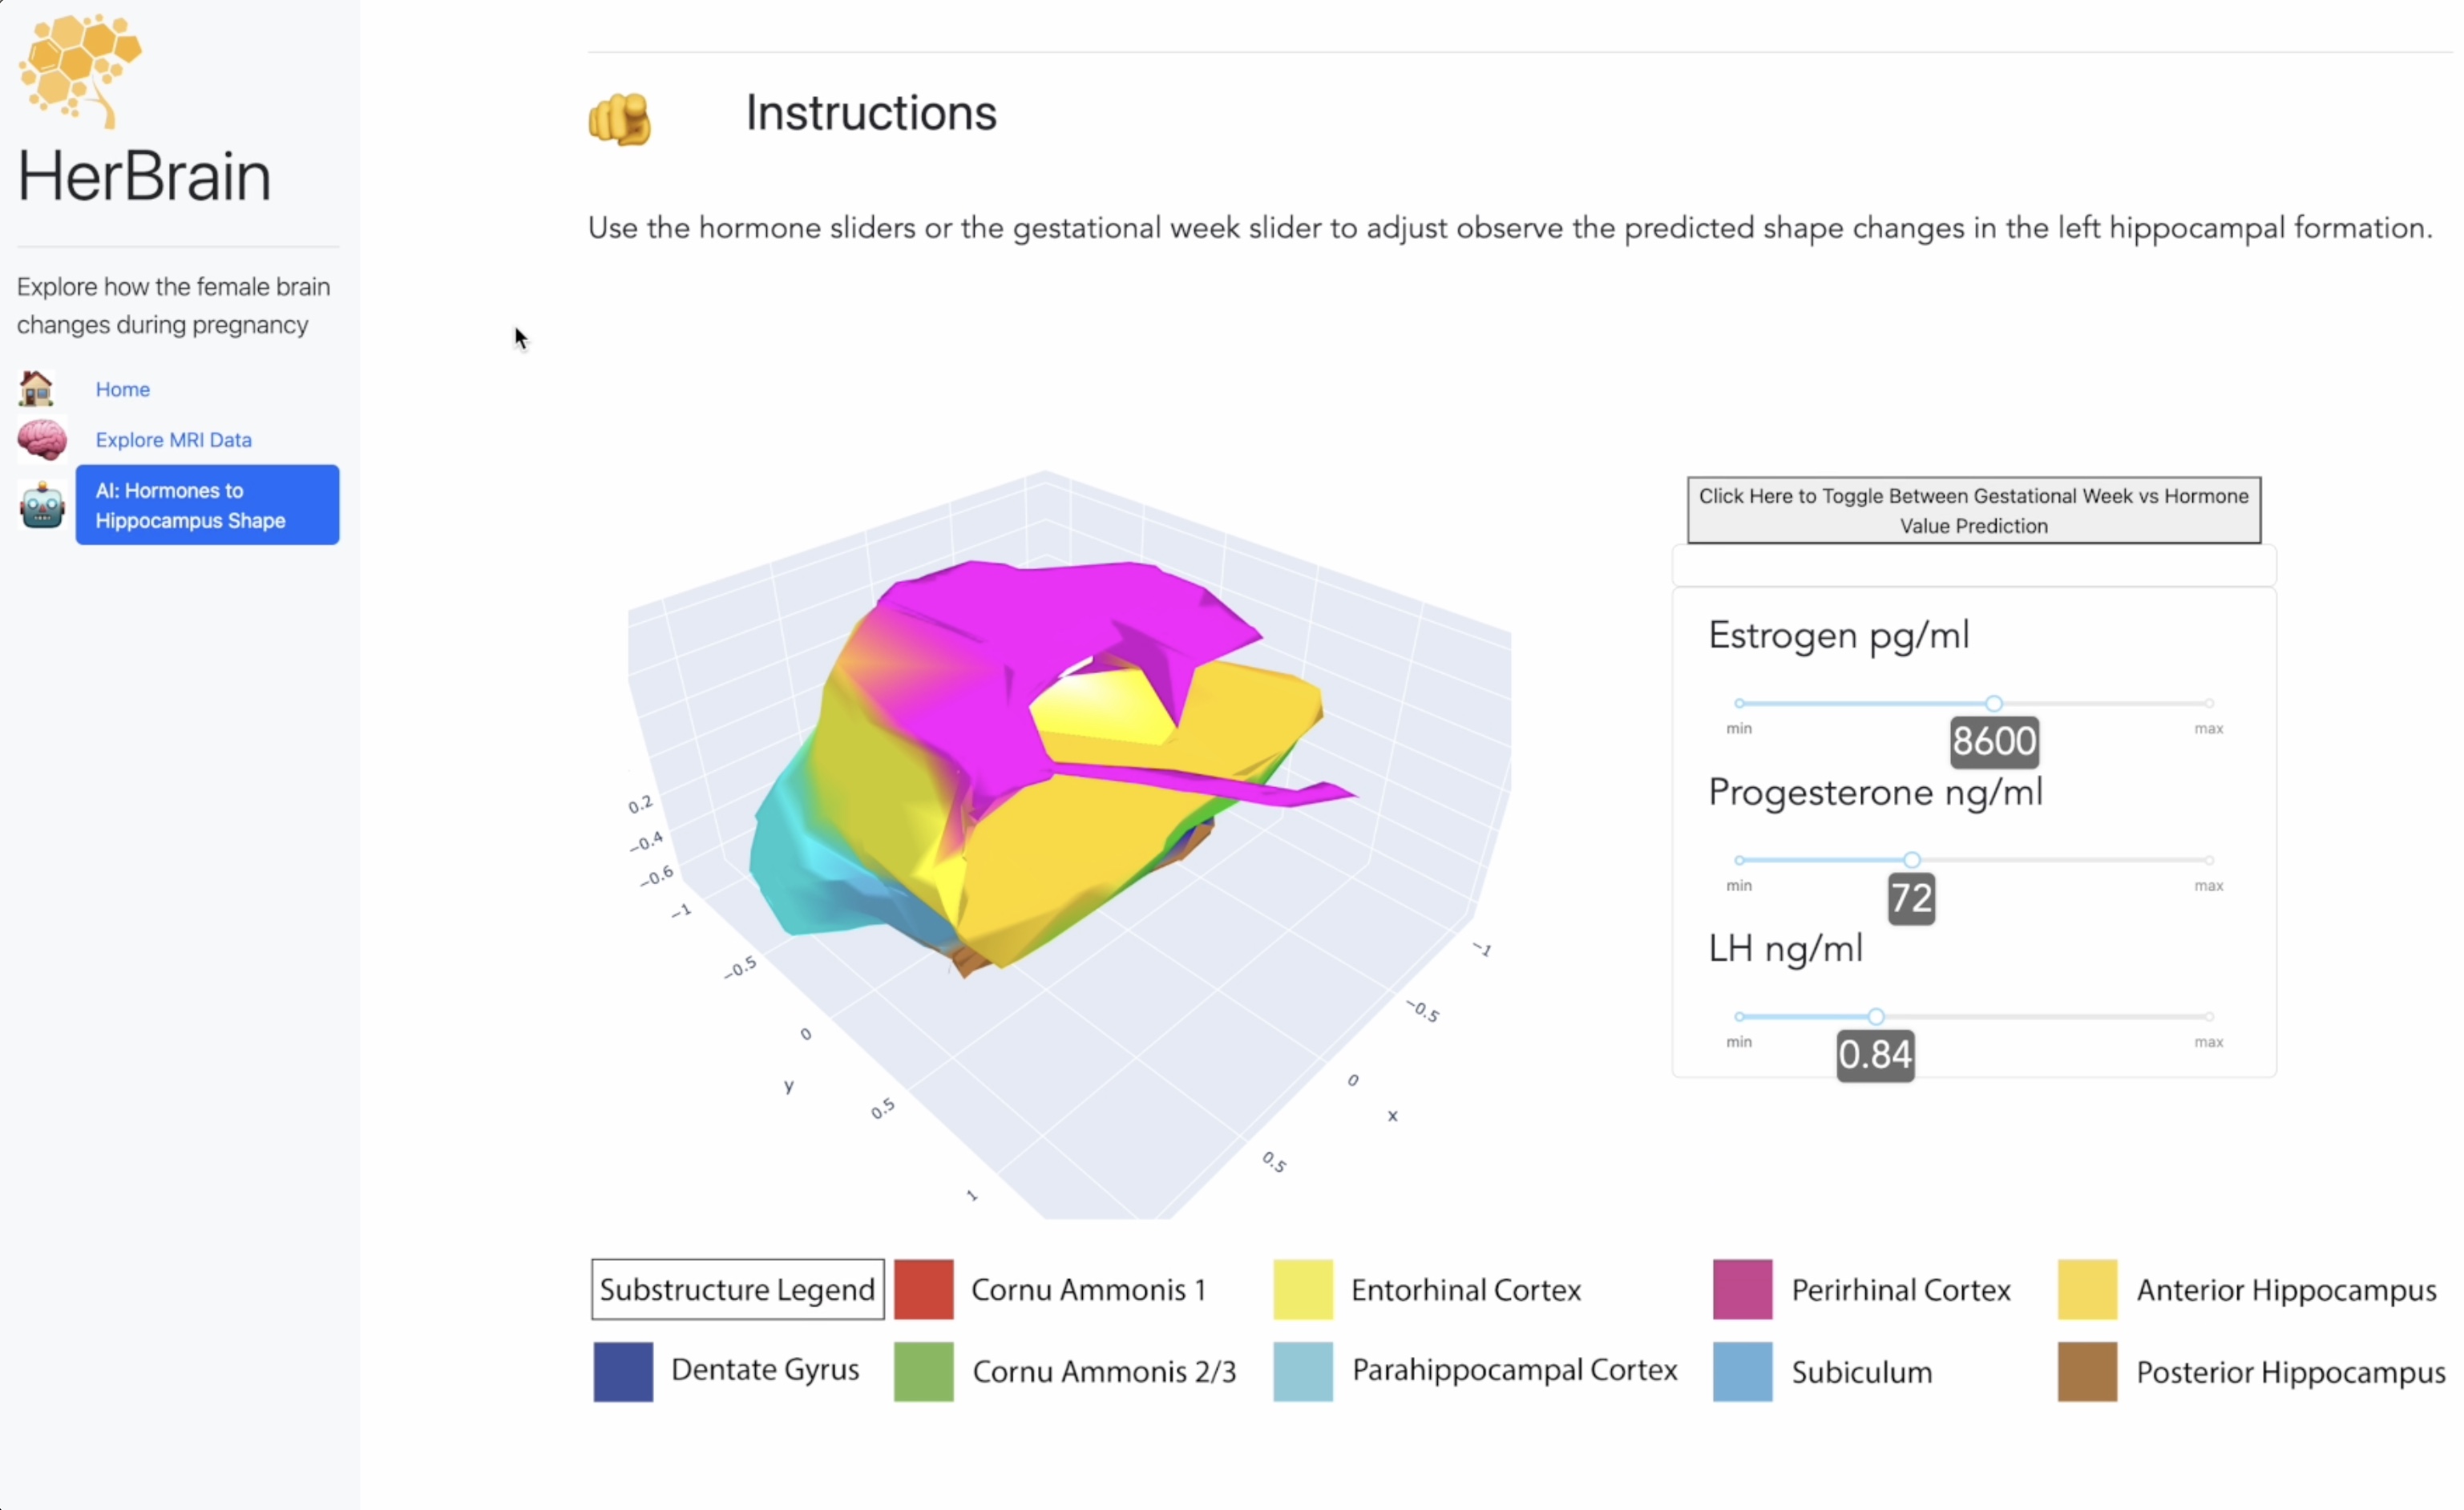 HerBrain
Explore how the female brain
changes during pregnancy
Home
Explore MRI Data
AI: Hormones to
Hippocampus Shape
Instructions
Use the hormone sliders or the gestational week slider to adjust observe the predicted shape changes in the left hippocampal formation.
0.2
−0.4
−0.6
−1
−0.5
0
y
0.5
1
−1
−0.5
0
x
0.5
Click Here to Toggle Between Gestational Week vs Hormone
Value Prediction
Estrogen pg/ml
min
max
8600
Progesterone ng/ml
min
max
72
LH ng/ml
min
max
0.84
Substructure Legend
Cornu Ammonis 1
Entorhinal Cortex
Perirhinal Cortex
Anterior Hippocampus
Dentate Gyrus
Cornu Ammonis 2/3
Parahippocampal Cortex
Subiculum
Posterior Hippocampus